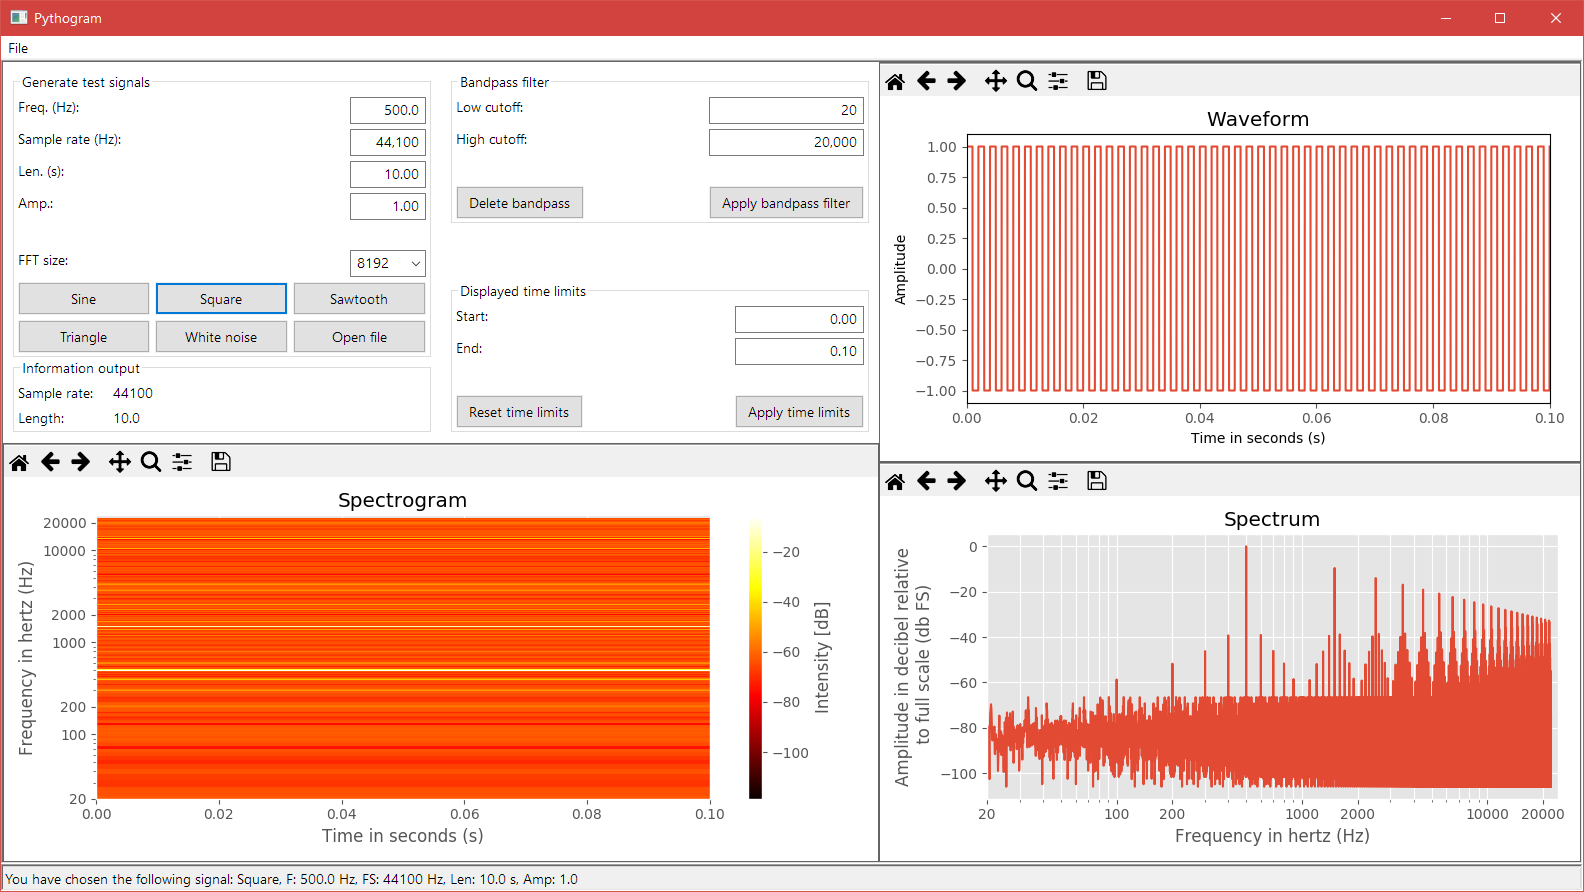 Pythogram
File
Generate test signals
Freq. (Hz): 500.0
Sample rate (Hz): 44,100
Len. (s): 10.00
Amp.: 1.00
FFT size: 8192
Sine Square Sawtooth
Triangle White noise Open file
Information output
Sample rate: 44100
Length: 10.0
Bandpass filter
Low cutoff: 20
High cutoff: 20,000
Delete bandpass Apply bandpass filter
Displayed time limits
Start: 0.00
End: 0.10
Reset time limits Apply time limits
Waveform
Amplitude
1.00
0.75
0.50
0.25
0.00
−0.25
−0.50
−0.75
−1.00
0.00 0.02 0.04 0.06 0.08 0.10
Time in seconds (s)
Spectrogram
Frequency in hertz (Hz)
20000
10000
2000
1000
200
100
20
0.00 0.02 0.04 0.06 0.08 0.10
Time in seconds (s)
−20
−40
−60
−80
−100
Intensity [dB]
Spectrum
Amplitude in decibel relative
to full scale (db FS)
0
−20
−40
−60
−80
−100
20 100 200 1000 2000 10000 20000
Frequency in hertz (Hz)
You have chosen the following signal: Square, F: 500.0 Hz, FS: 44100 Hz, Len: 10.0 s, Amp: 1.0